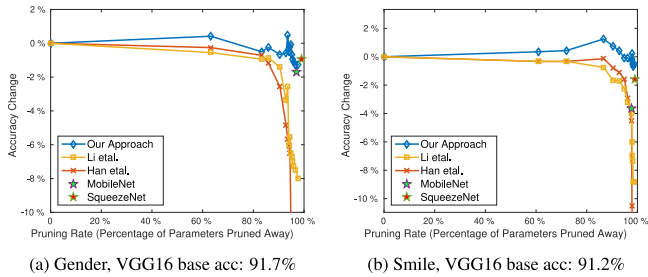 2 %
0 %
-2 %
-4 %
-6 %
-8 %
-10 %
Accuracy Change
Our Approach
Li etal.
Han etal.
MobileNet
SqueezeNet
0 20 % 40 % 60 % 80 % 100 %
Pruning Rate (Percentage of Parameters Pruned Away)
(a) Gender, VGG16 base acc: 91.7%
2 %
0 %
-2 %
-4 %
-6 %
-8 %
-10 %
Accuracy Change
Our Approach
Li etal.
Han etal.
MobileNet
SqueezeNet
0 20 % 40 % 60 % 80 % 100 %
Pruning Rate (Percentage of Parameters Pruned Away)
(b) Smile, VGG16 base acc: 91.2%